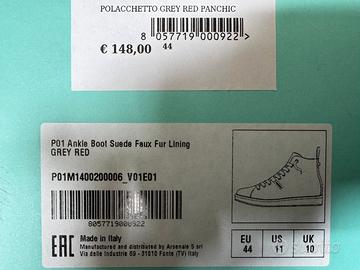 POLACCHETTO GREY RED PANCHIC
8 057719 000922 >
€ 148,00 44
P01 Ankle Boot Suede Faux Fur Lining
GREY RED
P01M1400200006_V01E01
8057719000922
EAC
Made in Italy
Manufactured and distributed by Arsenale 5 srl
Via delle Industrie 69 - 31010 Fonte (TV) Italy
EU US UK
44 11 10